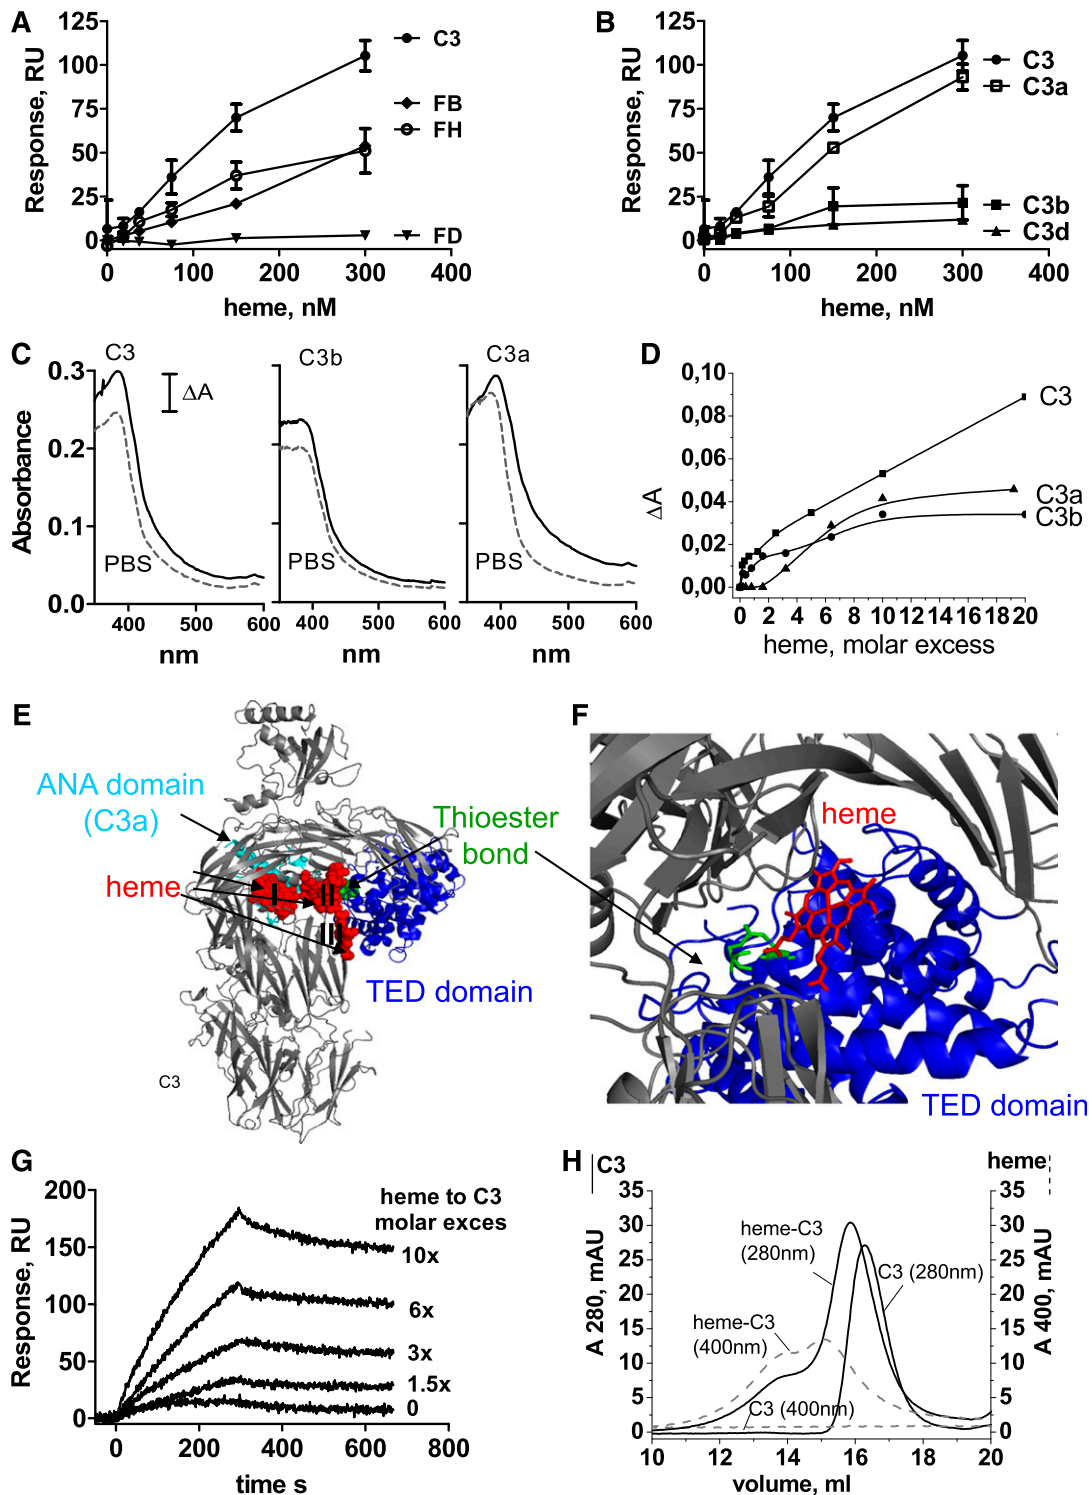 A
Response, RU
125
100
75
50
25
0
0 100 200 300 400
heme, nM
C3
FB
FH
FD
B
Response, RU
125
100
75
50
25
0
0 100 200 300 400
heme, nM
C3
C3a
C3b
C3d
C
Absorbance
0.3
0.2
0.1
0.0
C3
ΔA
PBS
400 500 600
nm
C3b
400 500 600
nm
C3a
PBS
400 500 600
nm
D
ΔA
0,10
0,08
0,06
0,04
0,02
0,00
0 2 4 6 8 10 12 14 16 18 20
heme, molar excess
C3
C3a
C3b
E
ANA domain
(C3a)
heme
I
II
III
Thioester
bond
TED domain
C3
F
heme
TED domain
G
Response, RU
200
150
100
50
0
0 200 400 600 800
time s
heme to C3
molar exces
10x
6x
3x
1.5x
0
H
C3
heme
A 280, mAU
35
30
25
20
15
10
5
0
heme-C3
(280nm)
C3 (280nm)
heme-C3
(400nm)
C3 (400nm)
35
30
25
20
15
10
5
0
A 400, mAU
10 12 14 16 18 20
volume, ml